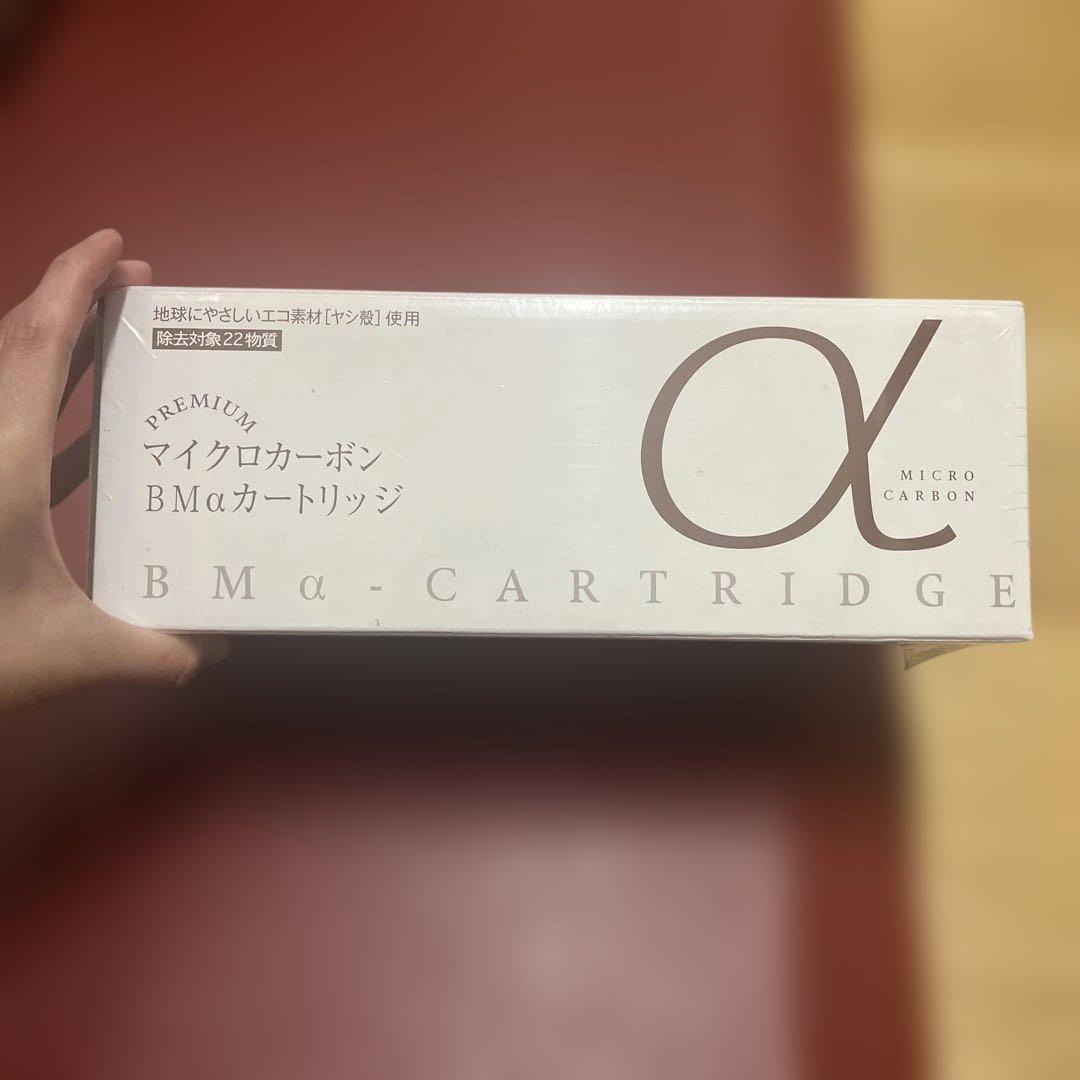 地球にやさしいエコ素材[ヤシ殻]使用
除去対象22物質
PREMIUM
マイクロカーボン
BMαカートリッジ
α
MICRO
CARBON
BMα-CARTRIDGE